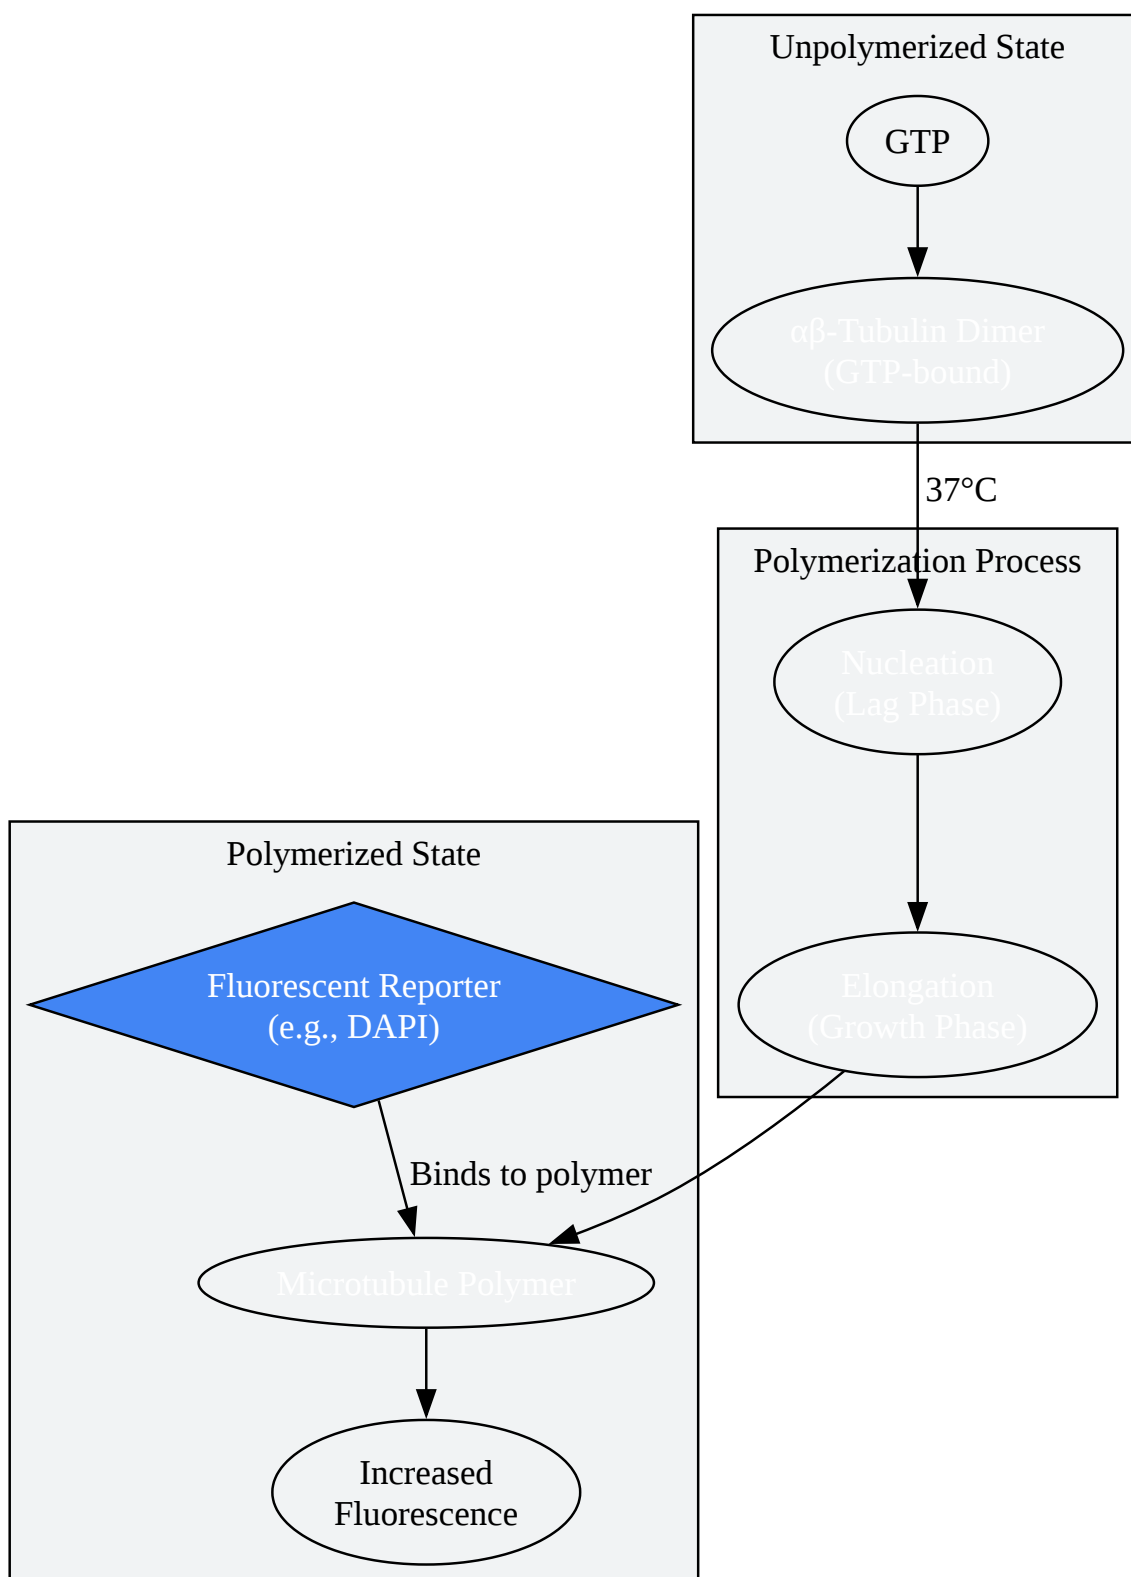 Unpolymerized State
GTP
αβ-Tubulin Dimer
(GTP-bound)
37°C
Polymerization Process
Nucleation
(Lag Phase)
Polymerized State
Fluorescent Reporter
(e.g., DAPI)
Elongation
(Growth Phase)
Binds to polymer
Microtubule Polymer
Increased
Fluorescence